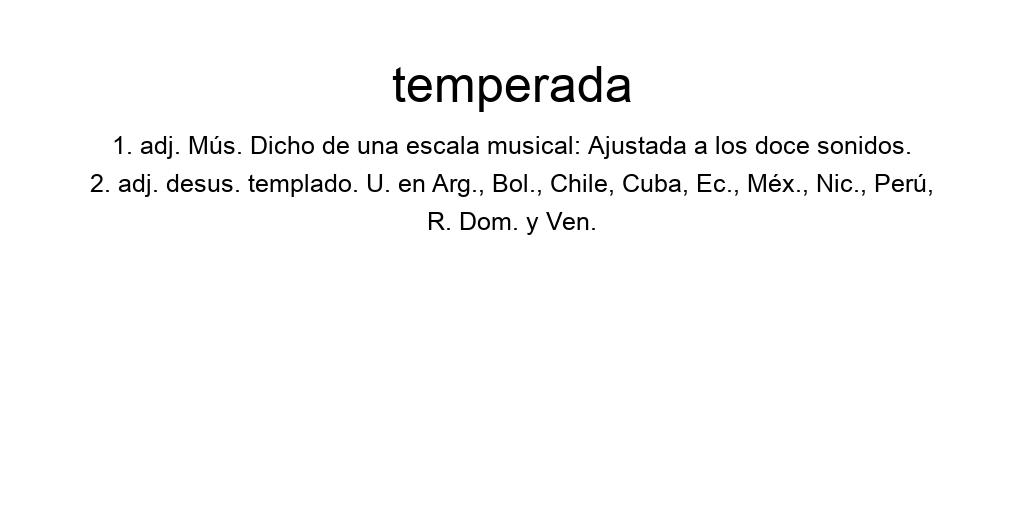 temperada
1. adj. Mús. Dicho de una escala musical: Ajustada a los doce sonidos.
2. adj. desus. templado. U. en Arg., Bol., Chile, Cuba, Ec., Méx., Nic., Perú,
R. Dom. y Ven.